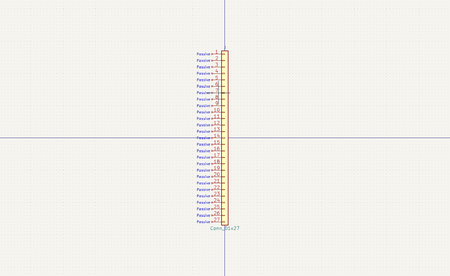 Passive 1
Passive 2
Passive 3
Passive 4
Passive 5
Passive 6
Passive 7
Passive 8
Passive 9
Passive 10
Passive 11
Passive 12
Passive 13
Passive 14
Passive 15
Passive 16
Passive 17
Passive 18
Passive 19
Passive 20
Passive 21
Passive 22
Passive 23
Passive 24
Passive 25
Passive 26
Passive 27
Conn_01x27